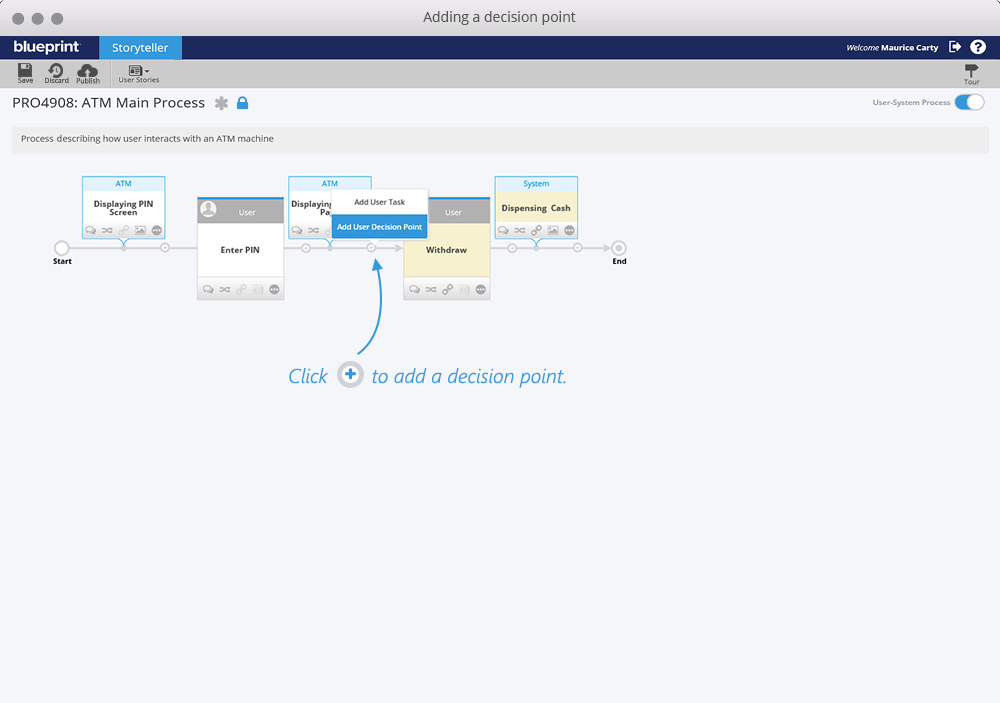 Adding a decision point
blueprint Storyteller Welcome Maurice Carty
Save Discard Publish User Stories Tour
PRO4908: ATM Main Process User-System Process
Process describing how user interacts with an ATM machine
ATM
Displaying PIN
Screen
User
Enter PIN
ATM
Displaying
Add User Task
Add User Decision Point
User
Withdraw
System
Dispensing Cash
Start
End
Click + to add a decision point.